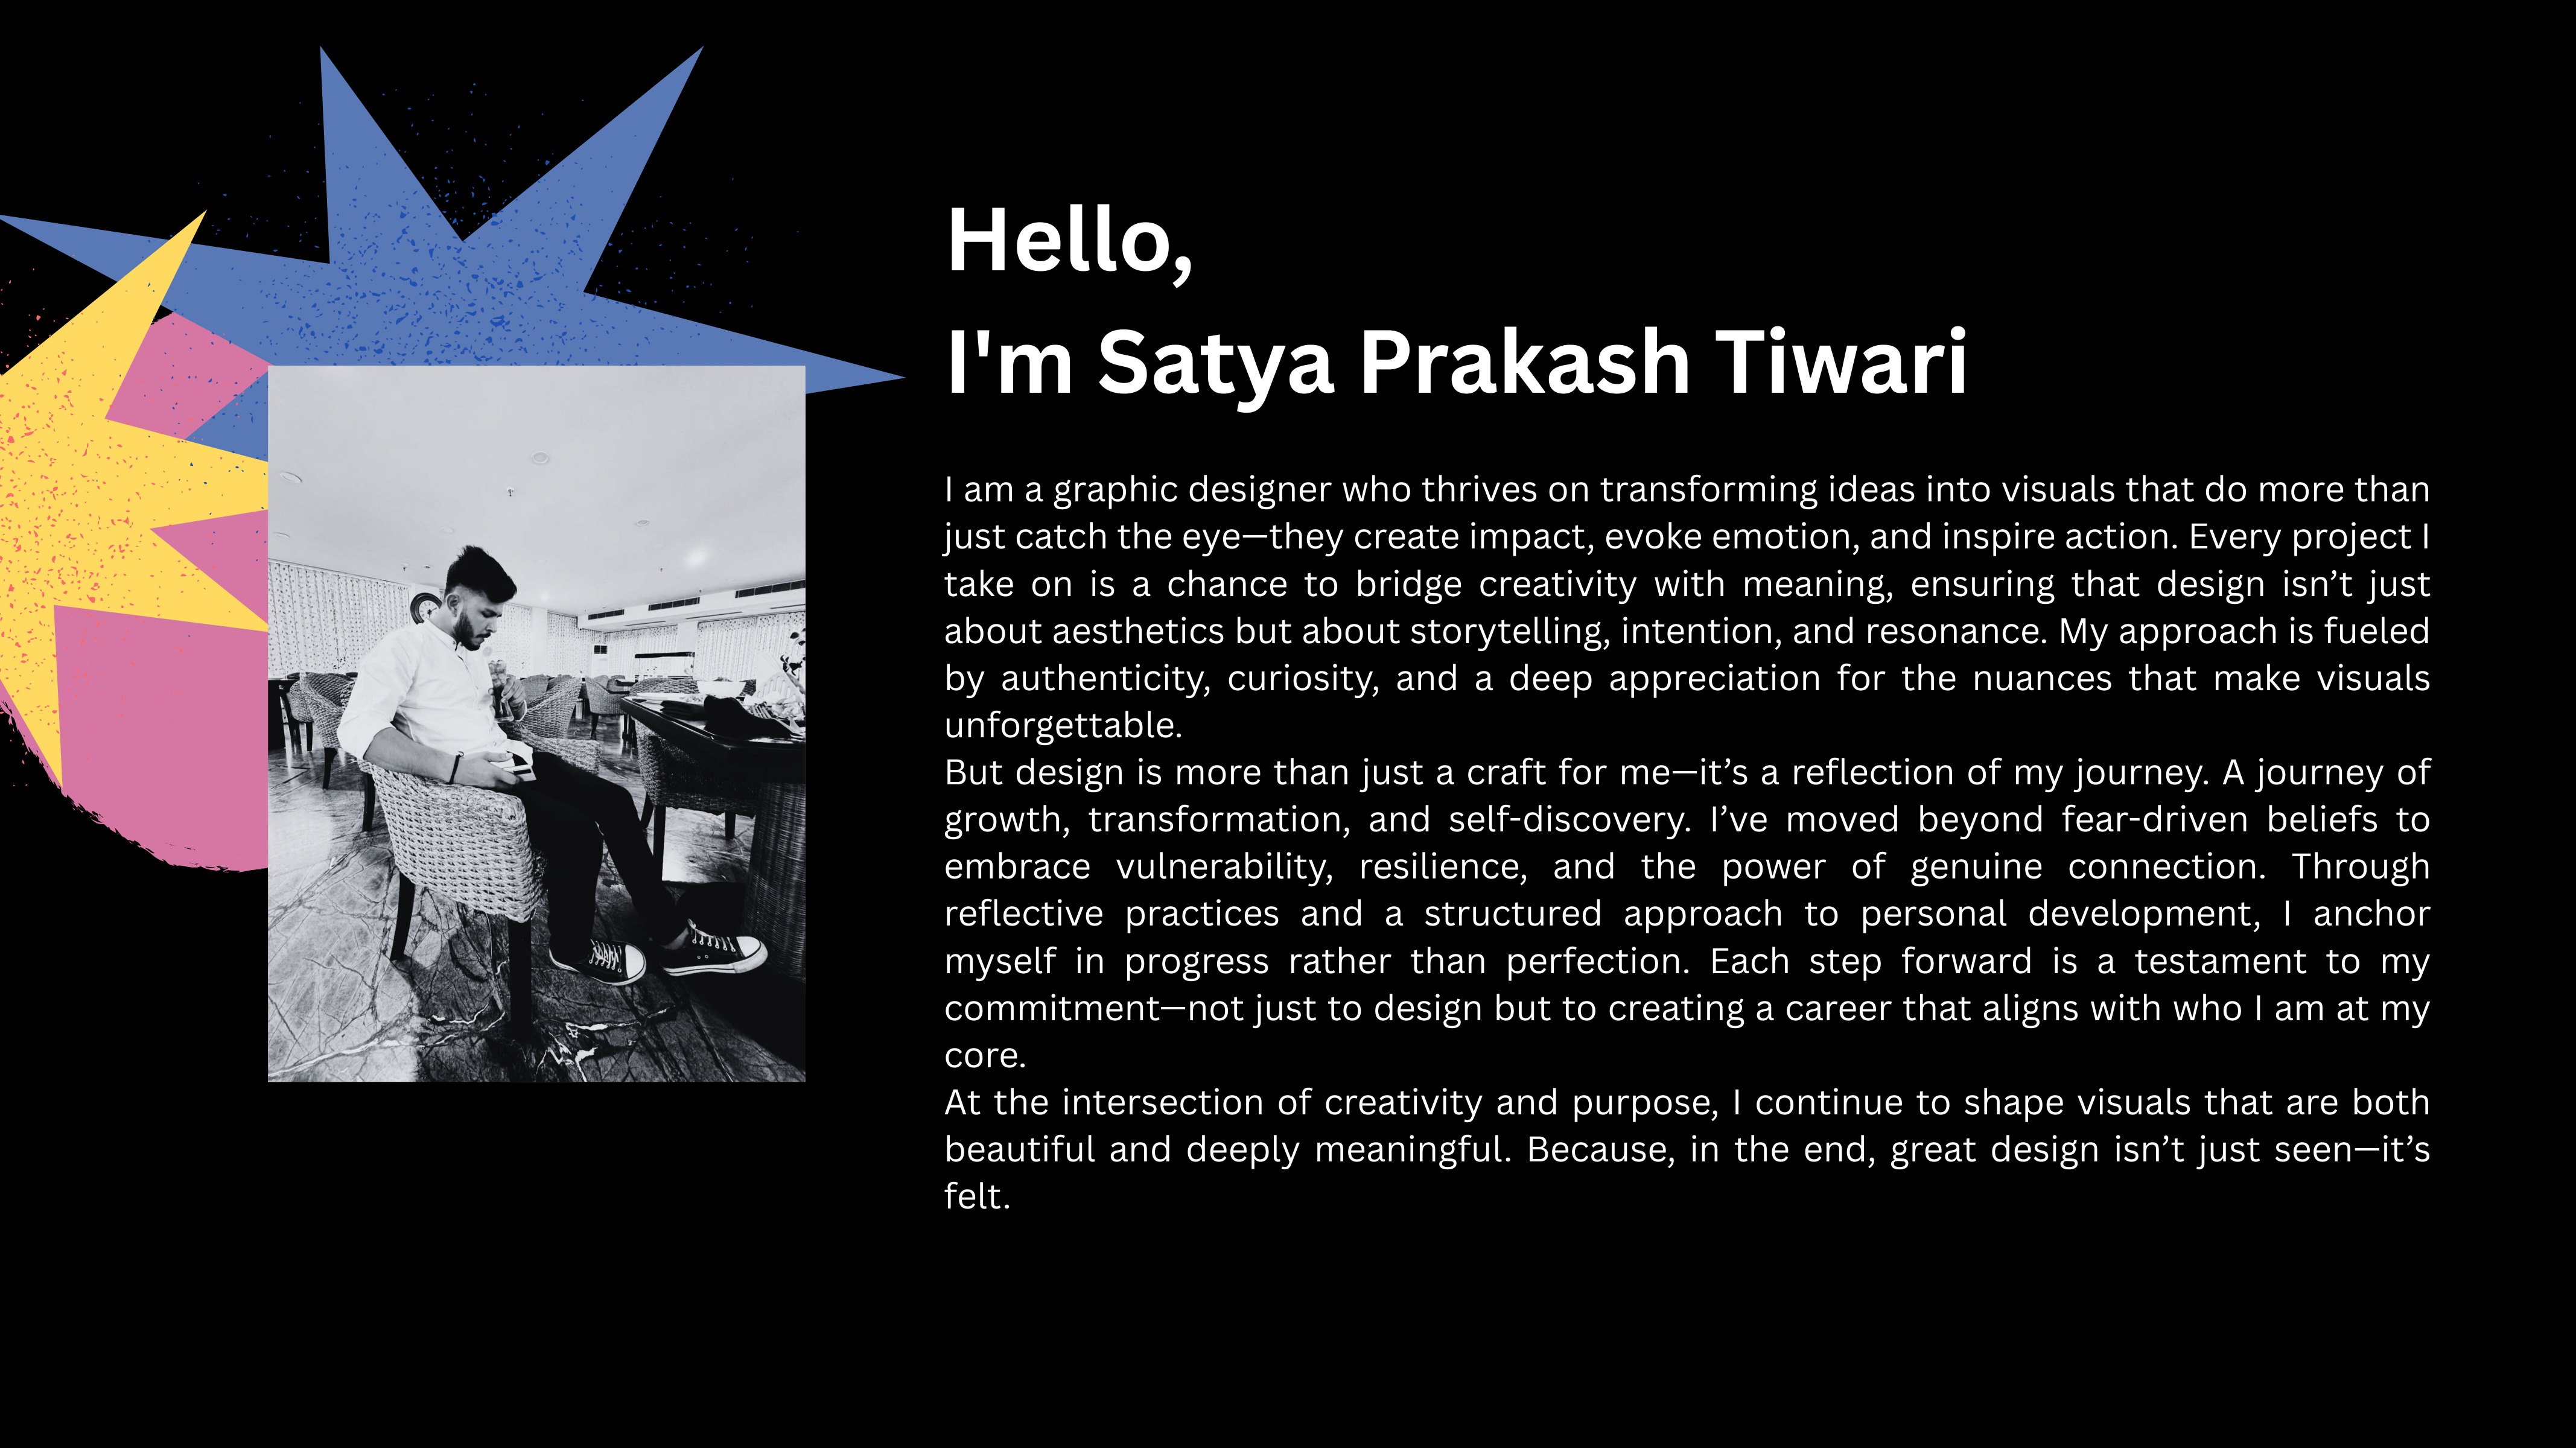 Hello,
I'm Satya Prakash Tiwari
I am a graphic designer who thrives on transforming ideas into visuals that do more than
just catch the eye—they create impact, evoke emotion, and inspire action. Every project I
take on is a chance to bridge creativity with meaning, ensuring that design isn’t just
about aesthetics but about storytelling, intention, and resonance. My approach is fueled
by authenticity, curiosity, and a deep appreciation for the nuances that make visuals
unforgettable.
But design is more than just a craft for me—it’s a reflection of my journey. A journey of
growth, transformation, and self-discovery. I’ve moved beyond fear-driven beliefs to
embrace vulnerability, resilience, and the power of genuine connection. Through
reflective practices and a structured approach to personal development, I anchor
myself in progress rather than perfection. Each step forward is a testament to my
commitment—not just to design but to creating a career that aligns with who I am at my
core.
At the intersection of creativity and purpose, I continue to shape visuals that are both
beautiful and deeply meaningful. Because, in the end, great design isn’t just seen—it’s
felt.